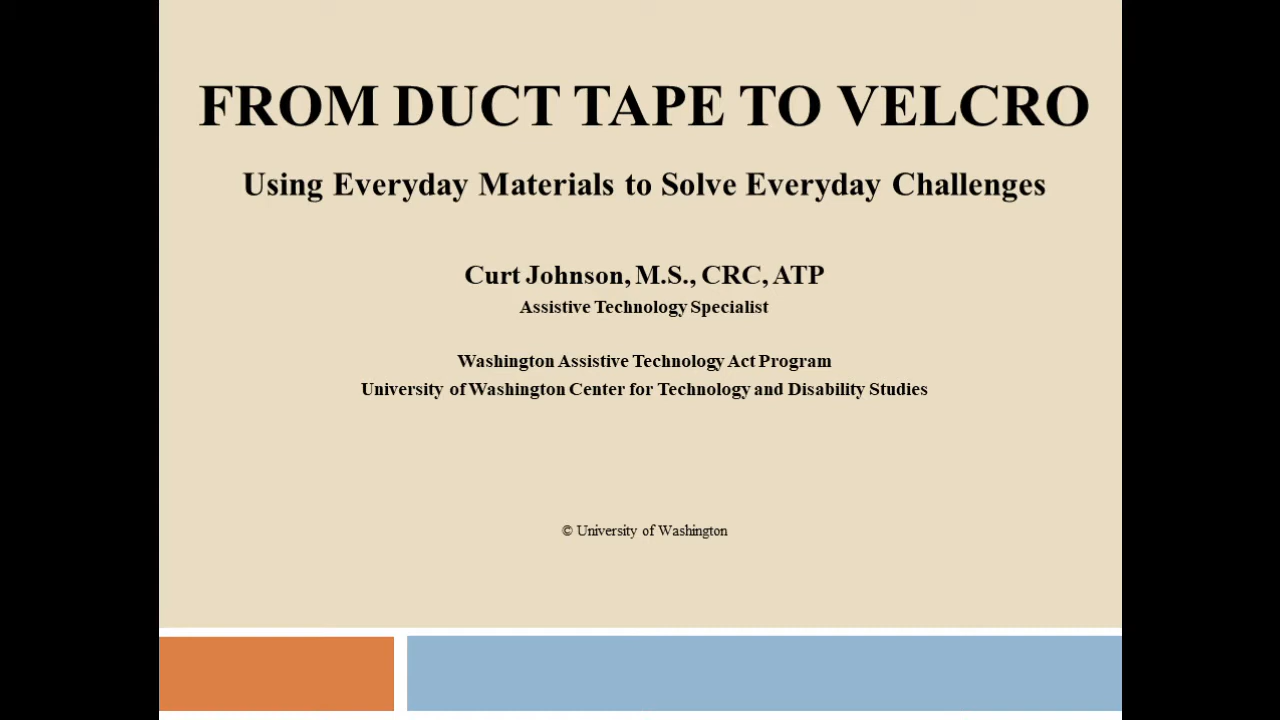 FROM DUCT TAPE TO VELCRO
Using Everyday Materials to Solve Everyday Challenges
Curt Johnson, M.S., CRC, ATP
Assistive Technology Specialist
Washington Assistive Technology Act Program
University of Washington Center for Technology and Disability Studies
© University of Washington